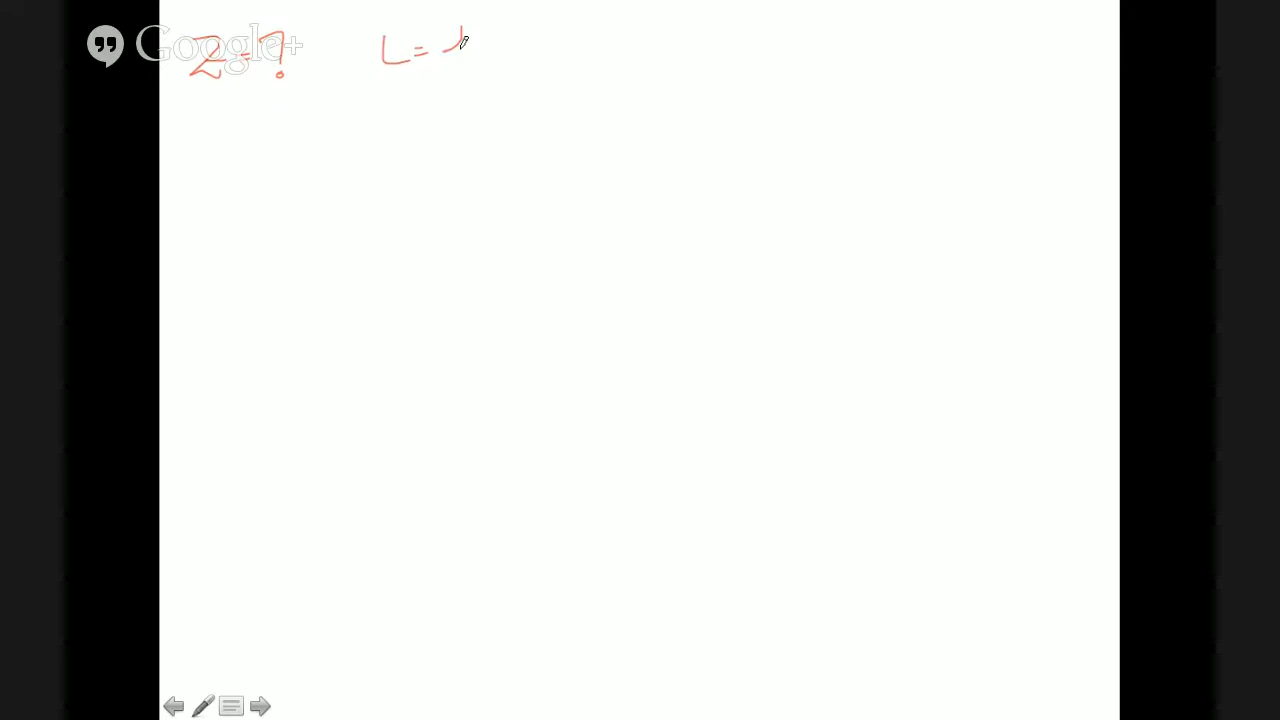 Google+
Z = ? L =